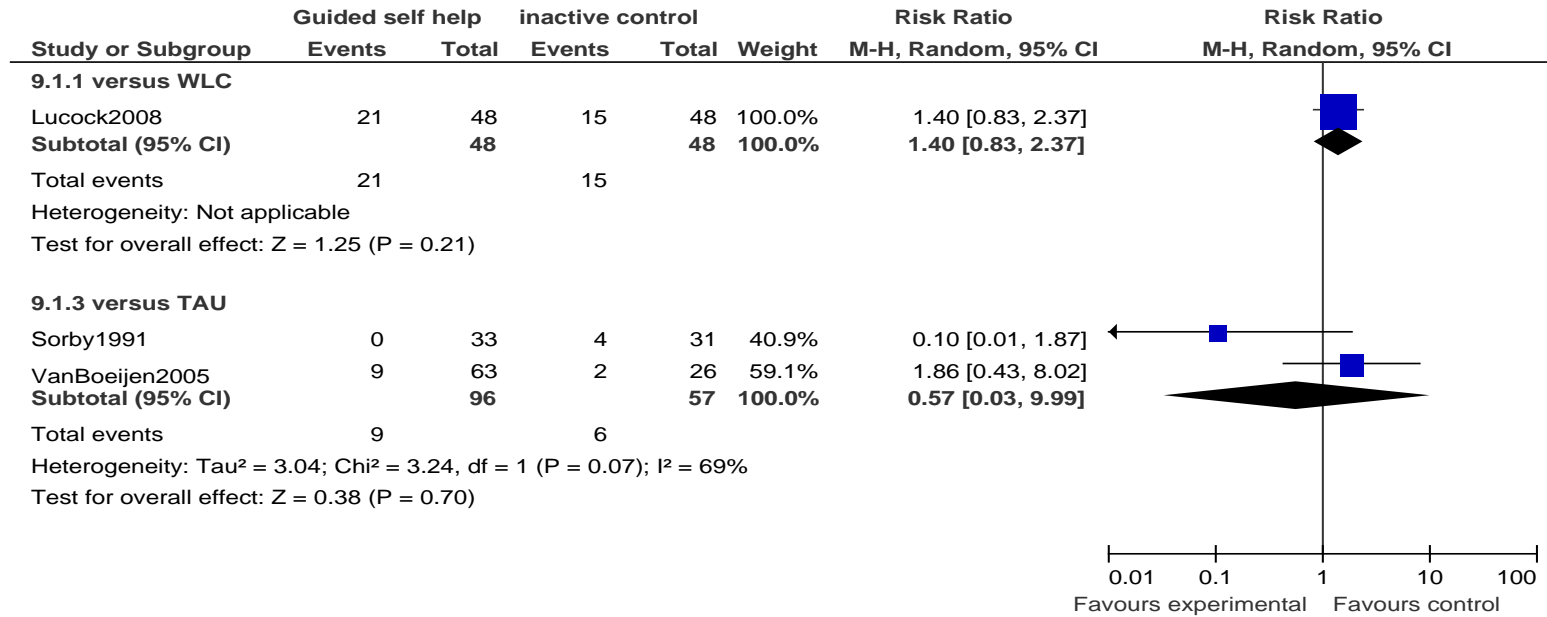 Guided self help inactive control Risk Ratio Risk Ratio
Study or Subgroup Events Total Events Total Weight M-H, Random, 95% CI M-H, Random, 95% CI
9.1.1 versus WLC
Lucock2008 21 48 15 48 100.0% 1.40 [0.83, 2.37]
Subtotal (95% CI) 48 48 100.0% 1.40 [0.83, 2.37]
Total events 21 15
Heterogeneity: Not applicable
Test for overall effect: Z = 1.25 (P = 0.21)
9.1.3 versus TAU
Sorby1991 0 33 4 31 40.9% 0.10 [0.01, 1.87]
VanBoeijen2005 9 63 2 26 59.1% 1.86 [0.43, 8.02]
Subtotal (95% CI) 96 57 100.0% 0.57 [0.03, 9.99]
Total events 9 6
Heterogeneity: Tau² = 3.04; Chi² = 3.24, df = 1 (P = 0.07); I² = 69%
Test for overall effect: Z = 0.38 (P = 0.70)
0.01 0.1 1 10 100
Favours experimental Favours control